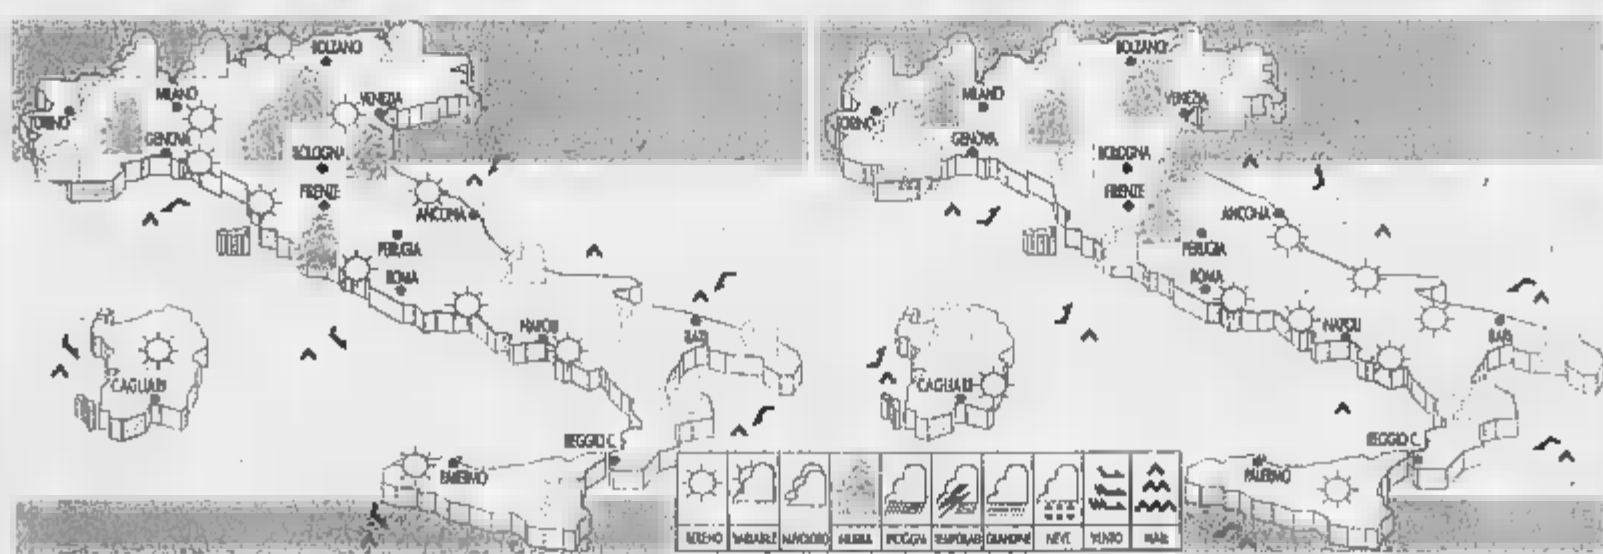 BOLZANO
MILANO
VENEZIA
TORINO
GENOVA
BOLOGNA
FIRENZE
ANCONA
PERUGIA
ROMA
NAPOLI
BARI
CAGLIARI
REGGIO C.
PALERMO
BOLZANO
MILANO
VENEZIA
TORINO
GENOVA
BOLOGNA
FIRENZE
ANCONA
PERUGIA
ROMA
NAPOLI
BARI
CAGLIARI
REGGIO C.
PALERMO
SERENO VARIABILE NUVOLOSO NEBBIA PIOGGIA TEMPORALE GRANDINE NEVE VENTO MARE